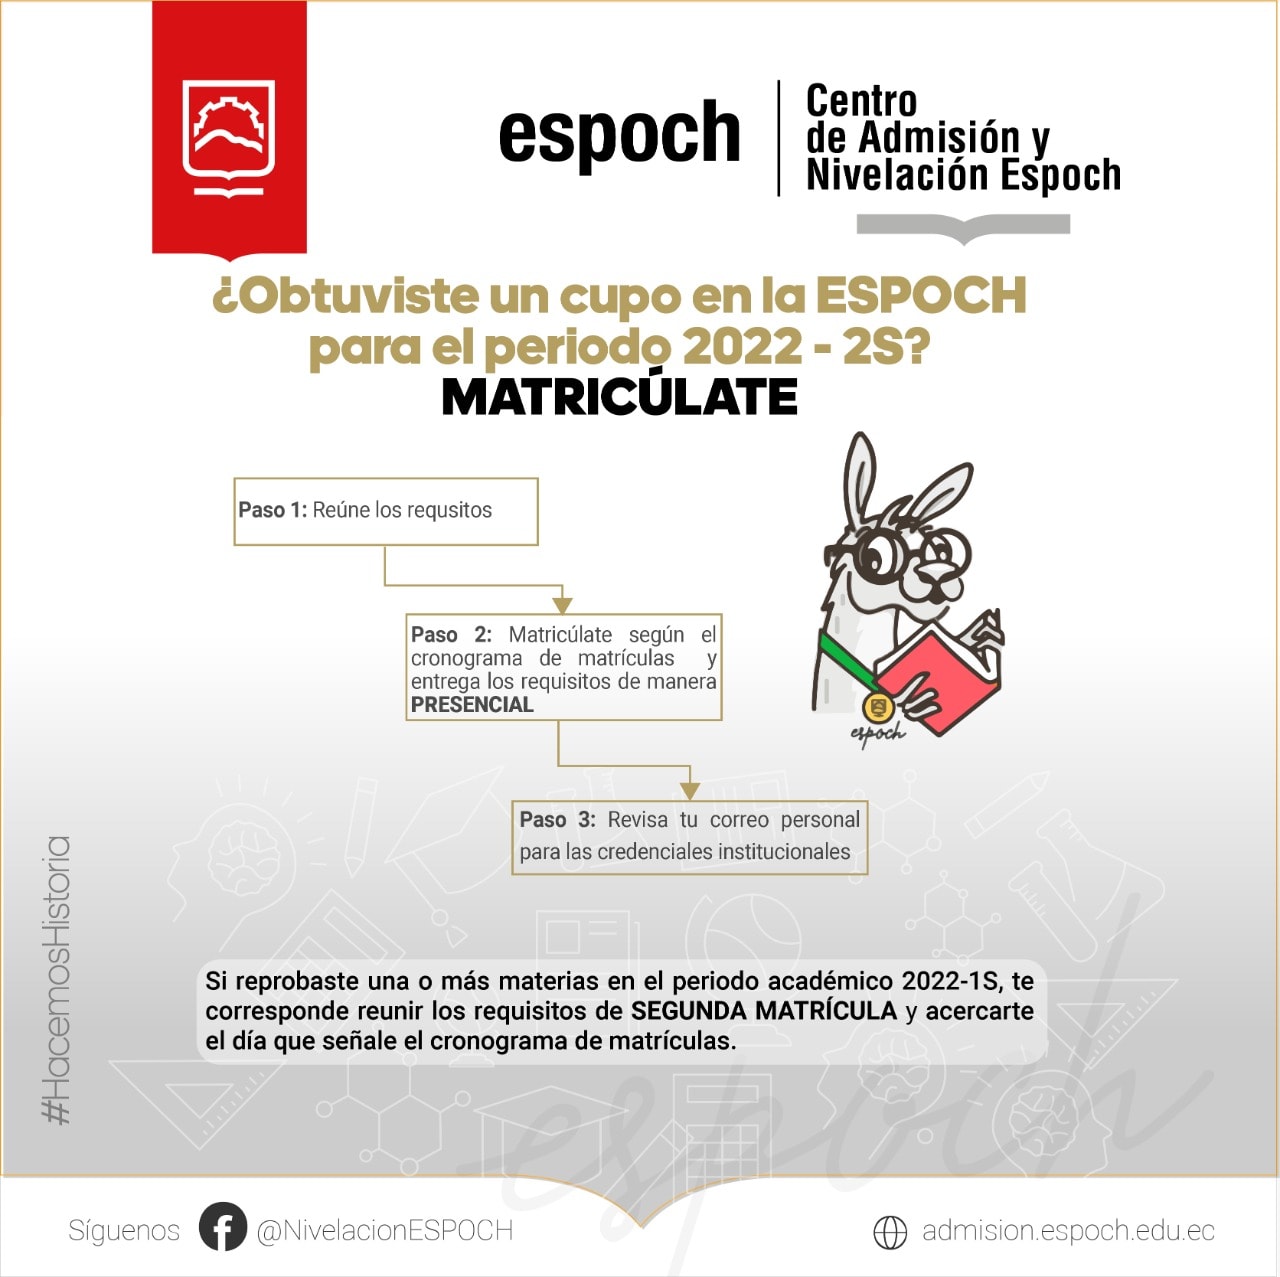 espoch
Centro
de Admisión y
Nivelación Espoch
¿Obtuviste un cupo en la ESPOCH
para el periodo 2022 - 2S?
MATRICÚLATE
Paso 1: Reúne los requsitos
Paso 2: Matricúlate según el
cronograma de matrículas y
entrega los requisitos de manera
PRESENCIAL
espoch
Paso 3: Revisa tu correo personal
para las credenciales institucionales
#HacemosHistoria
Si reprobaste una o más materias en el periodo académico 2022-1S, te
corresponde reunir los requisitos de SEGUNDA MATRÍCULA y acercarte
el día que señale el cronograma de matrículas.
espoch
Síguenos @NivelacionESPOCH
admision.espoch.edu.ec